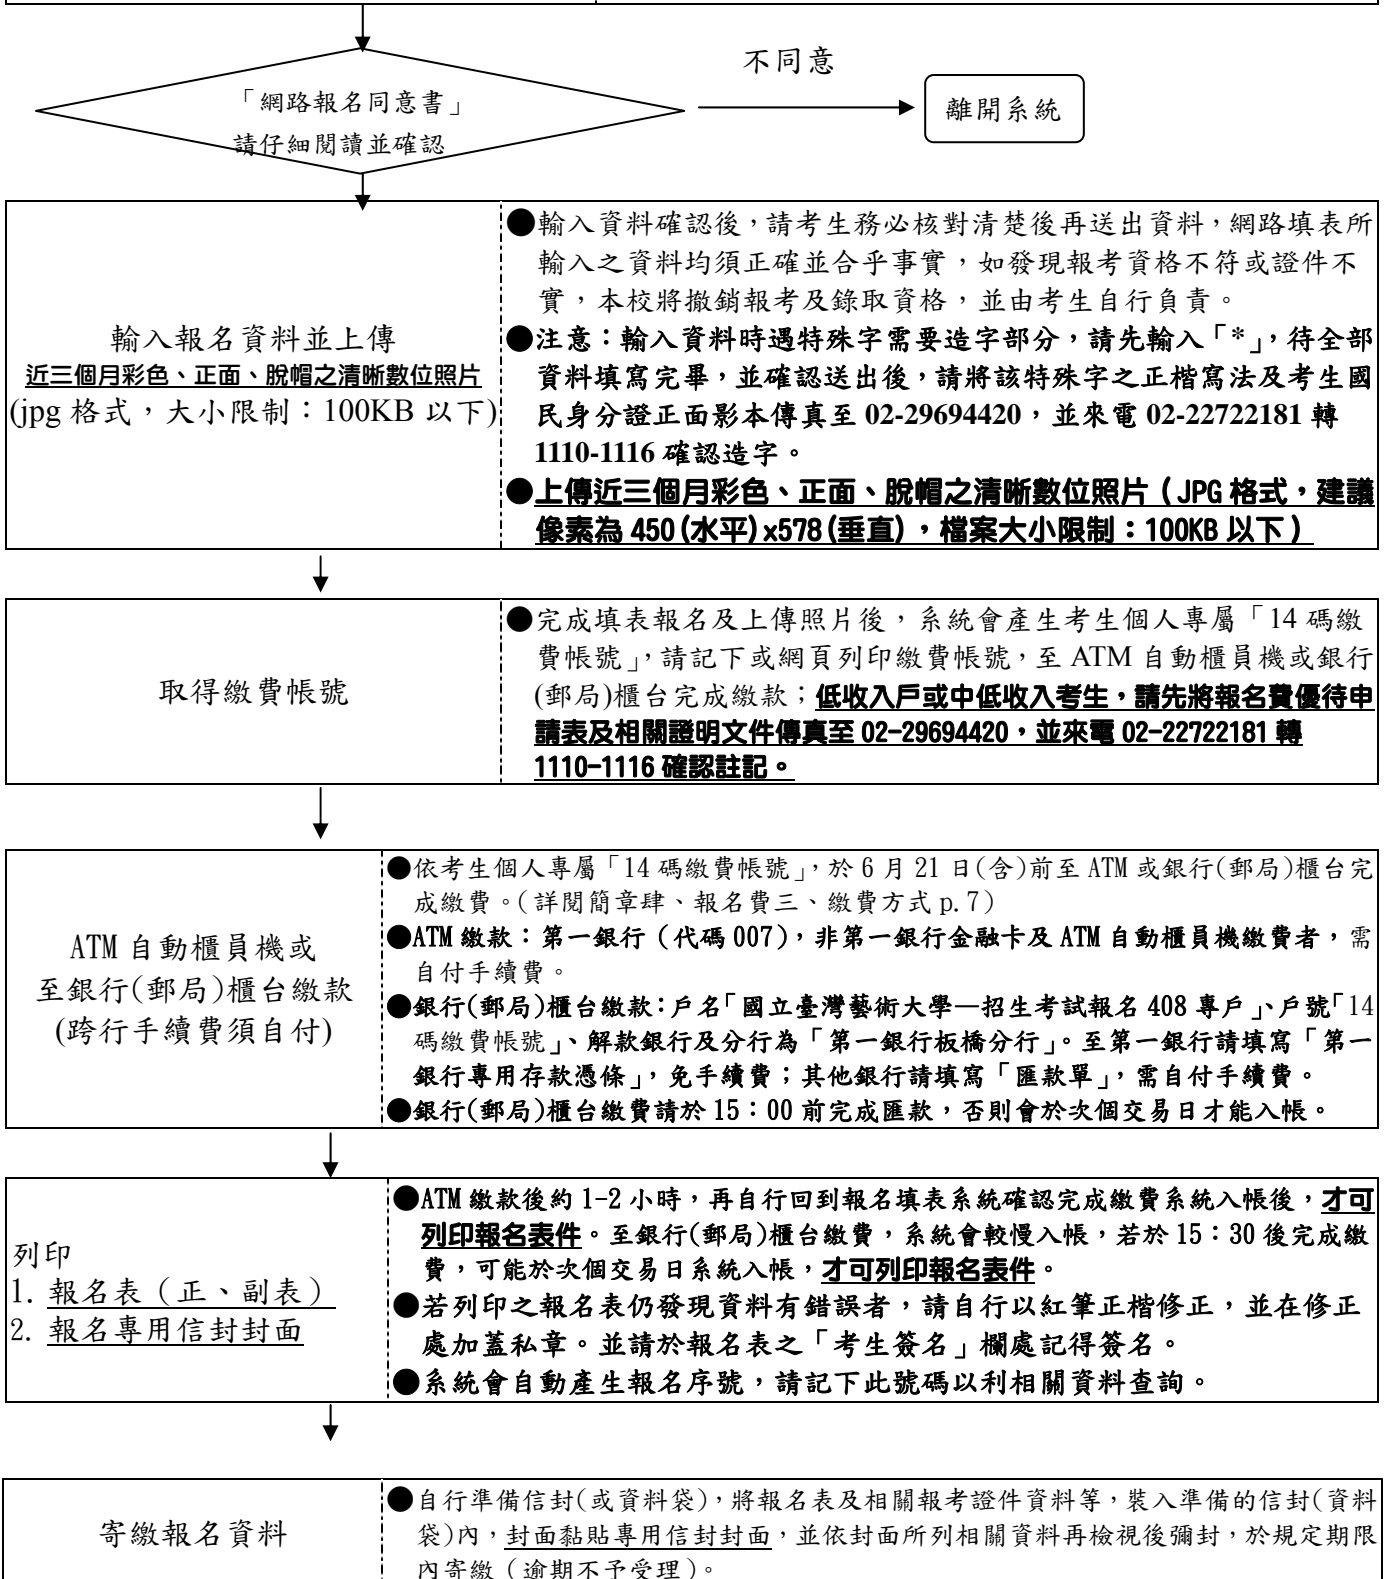 不同意
「網路報名同意書」
請仔細閱讀並確認
離開系統
輸入報名資料並上傳
近三個月彩色、正面、脫帽之清晰數位照片
(jpg 格式，大小限制：100KB 以下)
●輸入資料確認後，請考生務必核對清楚後再送出資料，網路填表所
輸入之資料均須正確並合乎事實，如發現報考資格不符或證件不
實，本校將撤銷報考及錄取資格，並由考生自行負責。
●注意：輸入資料時遇特殊字需要造字部分，請先輸入「*」，待全部
資料填寫完畢，並確認送出後，請將該特殊字之正楷寫法及考生國
民身分證正面影本傳真至 02-29694420，並來電 02-22722181 轉
1110-1116 確認造字。
●上傳近三個月彩色、正面、脫帽之清晰數位照片（JPG 格式，建議
像素為 450(水平)x578(垂直)，檔案大小限制：100KB 以下）
取得繳費帳號
●完成填表報名及上傳照片後，系統會產生考生個人專屬「14 碼繳
費帳號」，請記下或網頁列印繳費帳號，至 ATM 自動櫃員機或銀行
(郵局)櫃台完成繳款；低收入戶或中低收入考生，請先將報名費優待申
請表及相關證明文件傳真至 02-29694420，並來電 02-22722181 轉
1110-1116 確認註記。
ATM 自動櫃員機或
至銀行(郵局)櫃台繳款
(跨行手續費須自付)
●依考生個人專屬「14 碼繳費帳號」，於 6 月 21 日(含)前至 ATM 或銀行(郵局)櫃台完
成繳費。(詳閱簡章肆、報名費三、繳費方式 p.7)
●ATM 繳款：第一銀行（代碼 007），非第一銀行金融卡及 ATM 自動櫃員機繳費者，需
自付手續費。
●銀行(郵局)櫃台繳款：戶名「國立臺灣藝術大學—招生考試報名 408 專戶」、戶號「14
碼繳費帳號」、解款銀行及分行為「第一銀行板橋分行」。至第一銀行請填寫「第一
銀行專用存款憑條」，免手續費；其他銀行請填寫「匯款單」，需自付手續費。
●銀行(郵局)櫃台繳費請於 15：00 前完成匯款，否則會於次個交易日才能入帳。
列印
1. 報名表（正、副表）
2. 報名專用信封封面
●ATM 繳款後約 1-2 小時，再自行回到報名填表系統確認完成繳費系統入帳後，才可
列印報名表件。至銀行(郵局)櫃台繳費，系統會較慢入帳，若於 15：30 後完成繳
費，可能於次個交易日系統入帳，才可列印報名表件。
●若列印之報名表仍發現資料有錯誤者，請自行以紅筆正楷修正，並在修正
處加蓋私章。並請於報名表之「考生簽名」欄處記得簽名。
●系統會自動產生報名序號，請記下此號碼以利相關資料查詢。
寄繳報名資料
●自行準備信封(或資料袋)，將報名表及相關報考證件資料等，裝入準備的信封(資料
袋)內，封面黏貼專用信封封面，並依封面所列相關資料再檢視後彌封，於規定期限
內寄繳（逾期不予受理）。